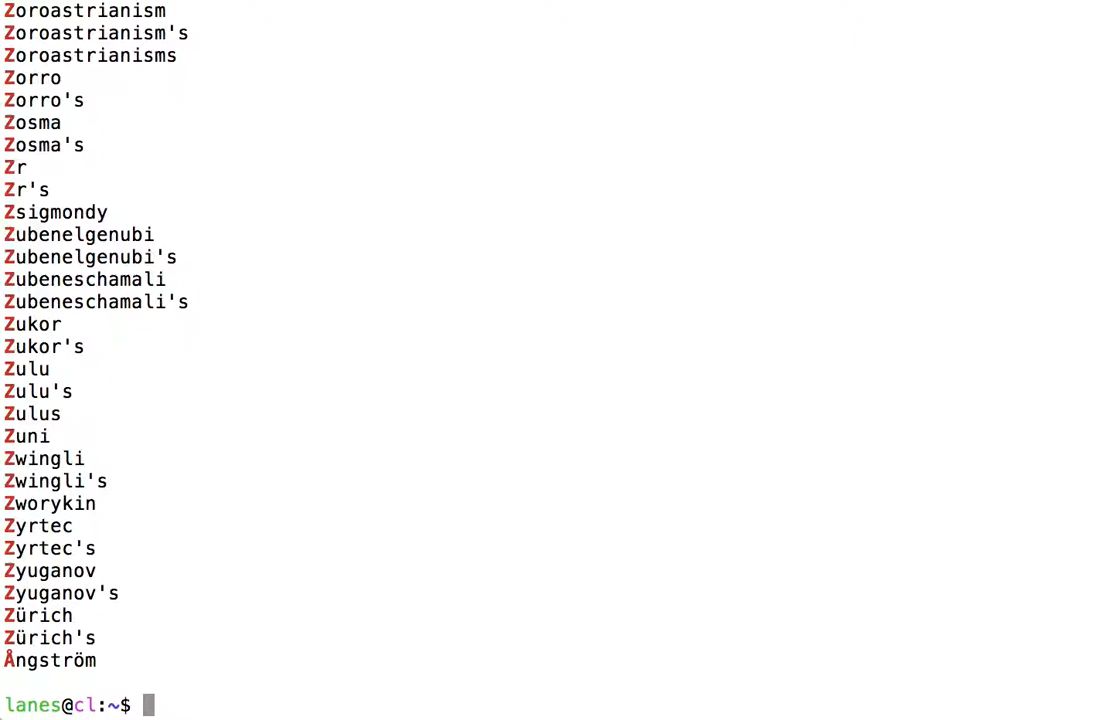 Zoroastrianism
Zoroastrianism's
Zoroastrianisms
Zorro
Zorro's
Zosma
Zosma's
Zr
Zr's
Zsigmondy
Zubenelgenubi
Zubenelgenubi's
Zubeneschamali
Zubeneschamali's
Zukor
Zukor's
Zulu
Zulu's
Zulus
Zuni
Zwingli
Zwingli's
Zworykin
Zyrtec
Zyrtec's
Zyuganov
Zyuganov's
Zürich
Zürich's
Ångström
lanes@cl:~$